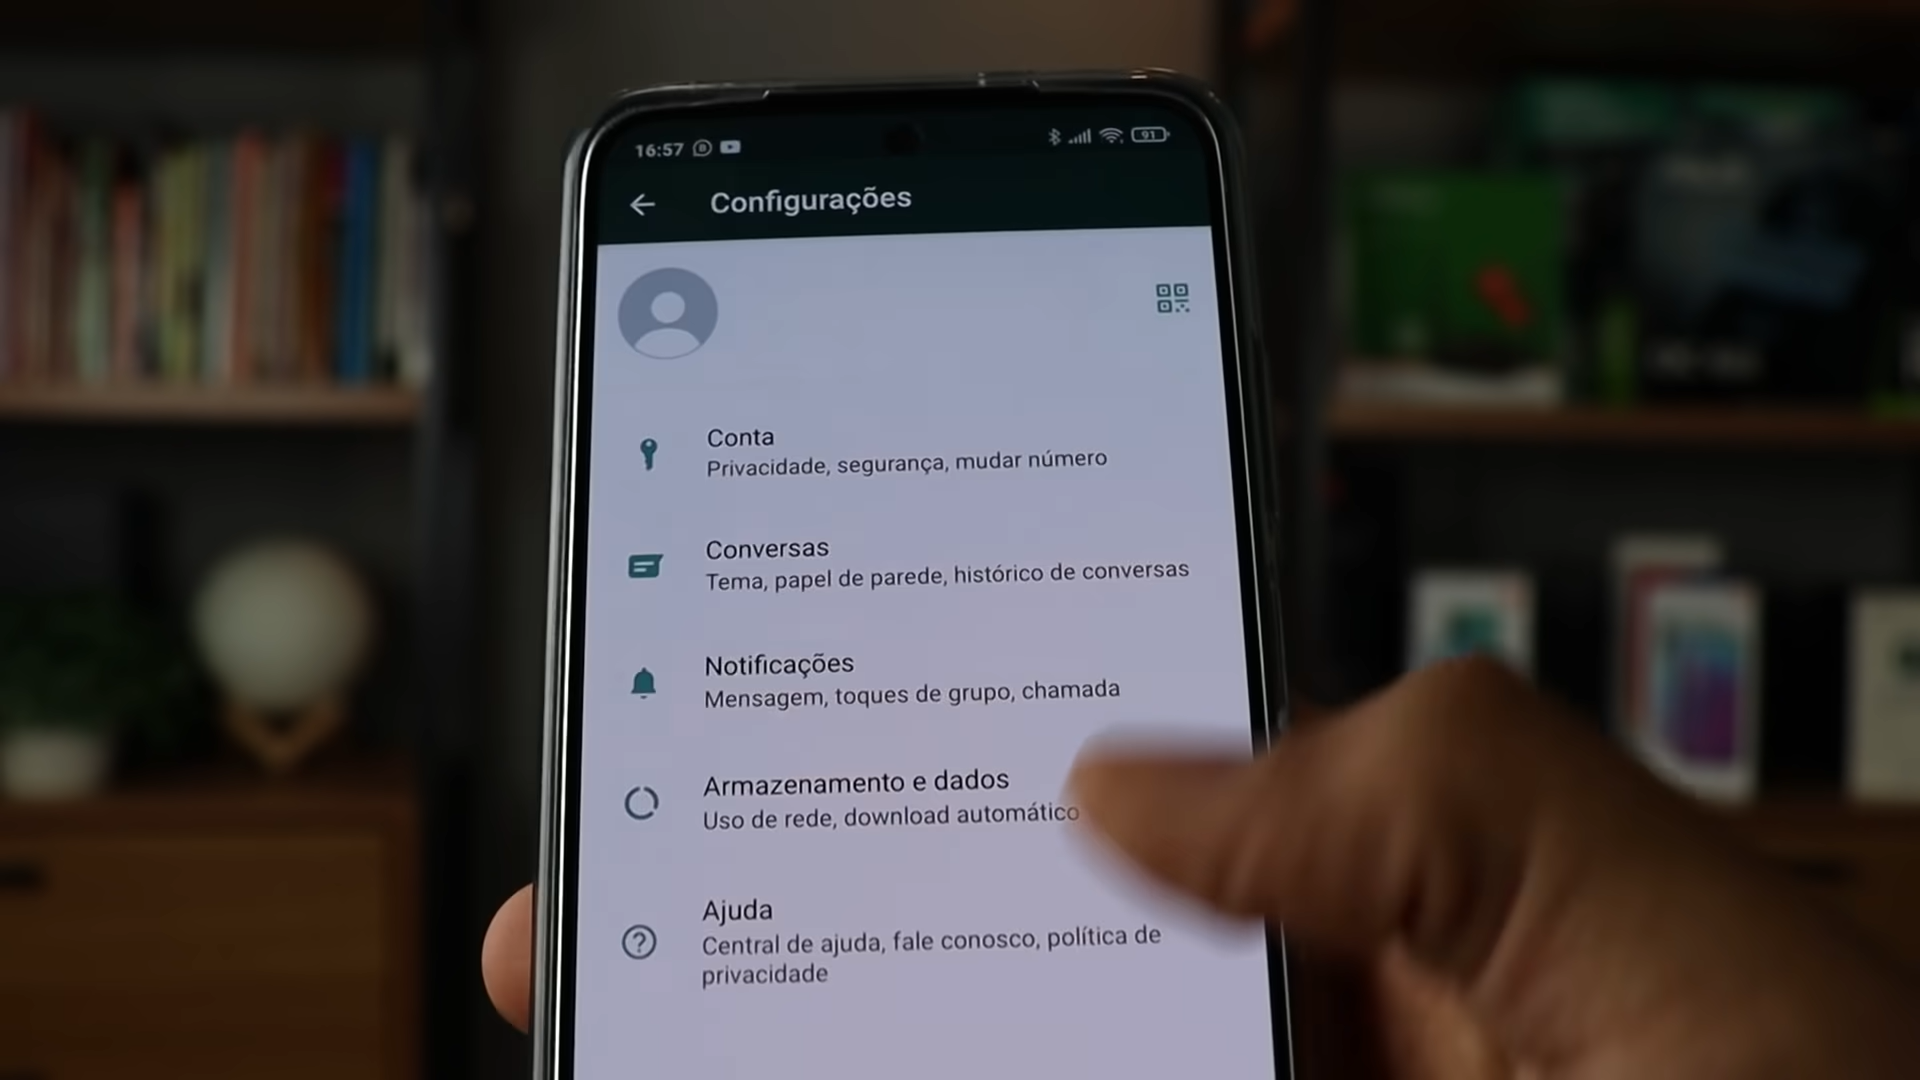 16:57
91
Configurações
Conta
Privacidade, segurança, mudar número
Conversas
Tema, papel de parede, histórico de conversas
Notificações
Mensagem, toques de grupo, chamada
Armazenamento e dados
Uso de rede, download automático
Ajuda
Central de ajuda, fale conosco, política de
privacidade